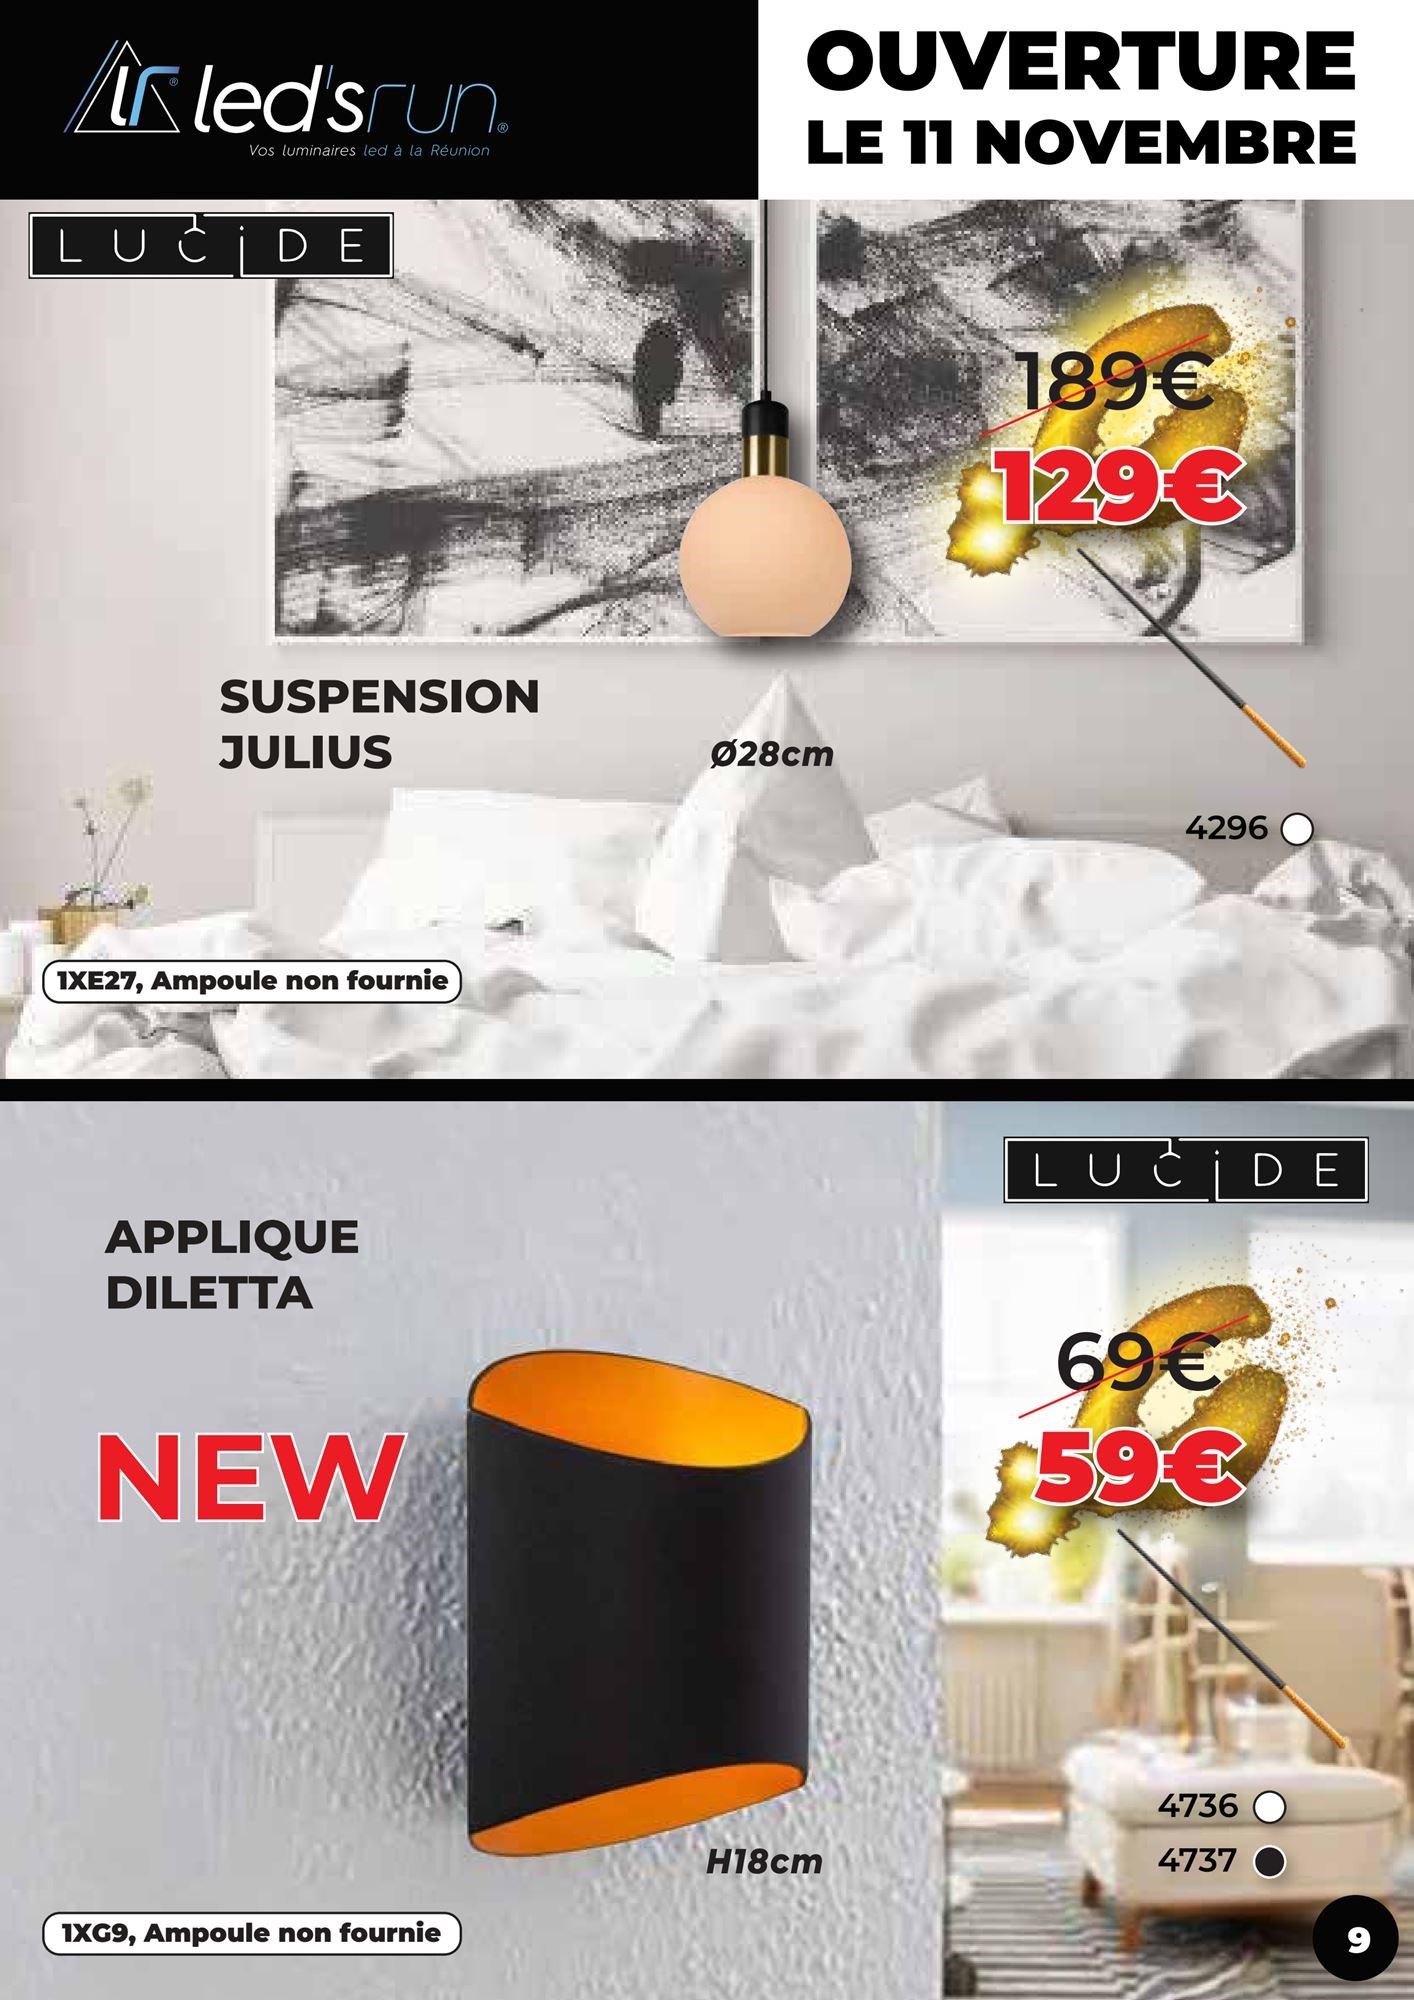 led'srun®
Vos luminaires led à la Réunion
OUVERTURE
LE 11 NOVEMBRE
LUCIDE
189€
129€
SUSPENSION
JULIUS
Ø28cm
4296
1XE27, Ampoule non fournie
LUCIDE
APPLIQUE
DILETTA
69€
59€
NEW
4736
4737
H18cm
1XG9, Ampoule non fournie
9